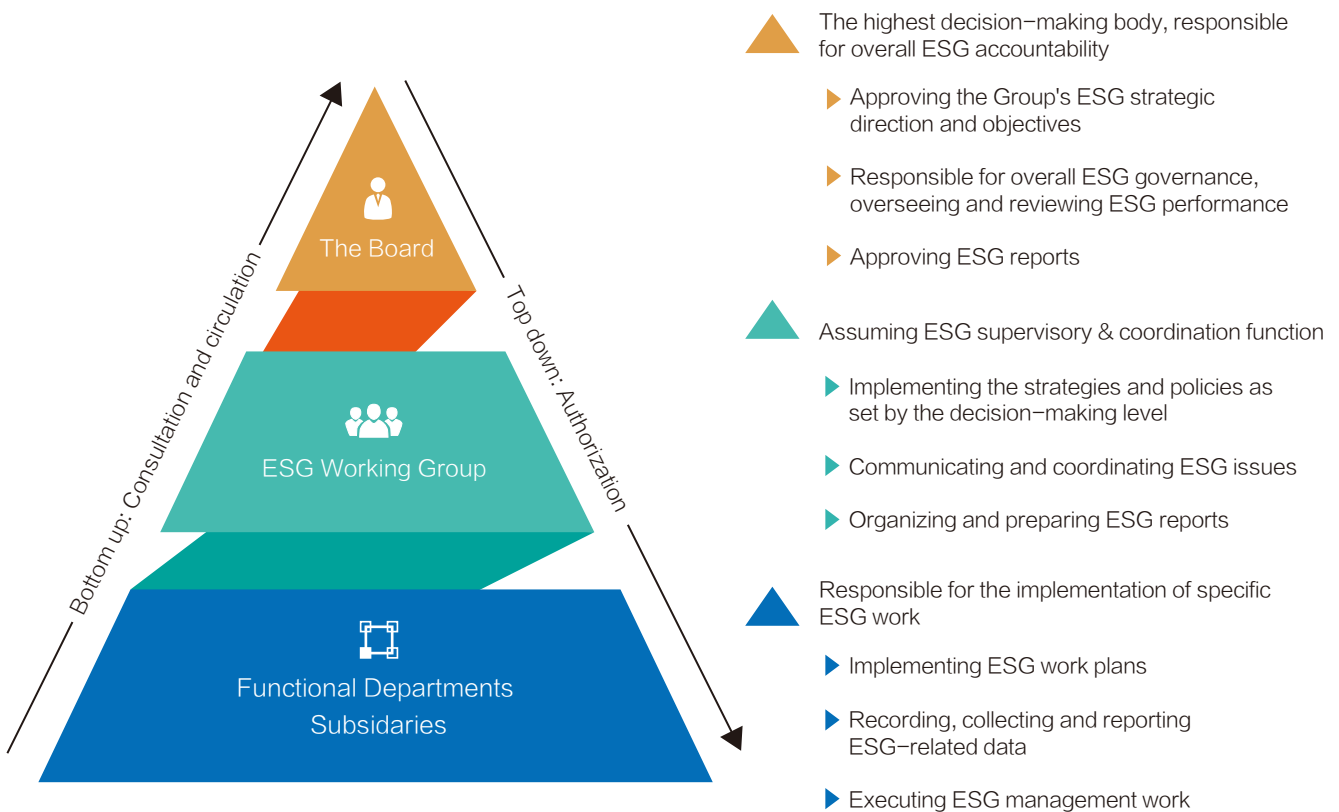 The Board
ESG Working Group
Functional Departments
Subsidaries
Bottom up: Consultation and circulation
Top down: Authorization
The highest decision−making body, responsible
for overall ESG accountability
Approving the Group's ESG strategic
direction and objectives
Responsible for overall ESG governance,
overseeing and reviewing ESG performance
Approving ESG reports
Assuming ESG supervisory & coordination function
Implementing the strategies and policies as
set by the decision−making level
Communicating and coordinating ESG issues
Organizing and preparing ESG reports
Responsible for the implementation of specific
ESG work
Implementing ESG work plans
Recording, collecting and reporting
ESG−related data
Executing ESG management work